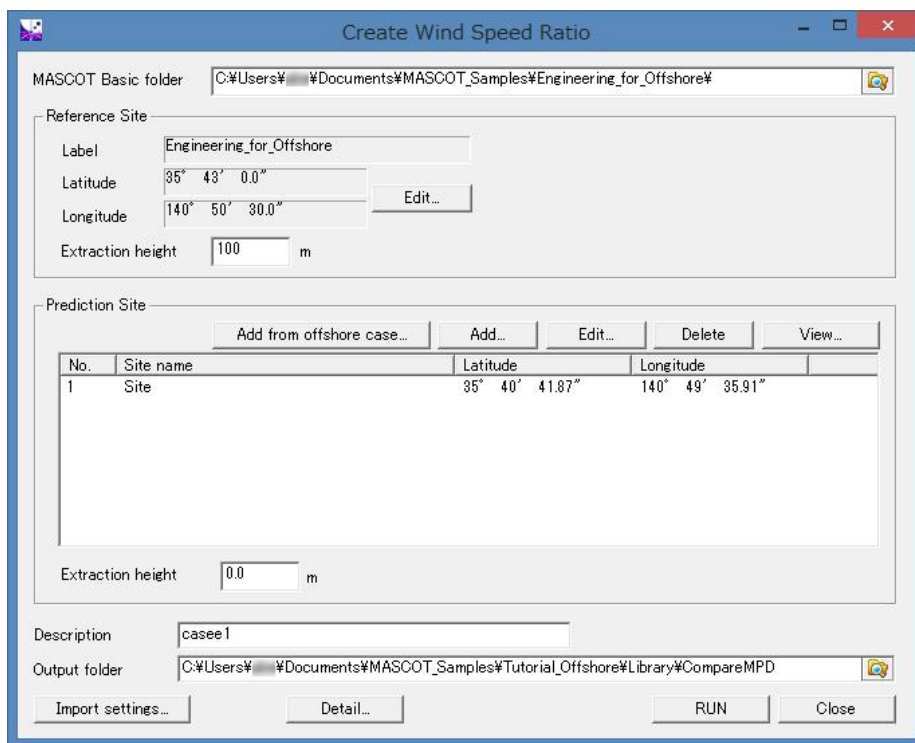 Create Wind Speed Ratio
MASCOT Basic folder C:¥Users¥ ¥Documents¥MASCOT_Samples¥Engineering_for_Offshore¥
Reference Site
Label Engineering_for_Offshore
Latitude 35° 43′ 0.0″
Edit...
Longitude 140° 50′ 30.0″
Extraction height 100 m
Prediction Site
Add from offshore case... Add... Edit... Delete View...
No. Site name Latitude Longitude
1 Site 35° 40′ 41.87″ 140° 49′ 35.91″
Extraction height 0.0 m
Description casee1
Output folder C:¥Users¥ ¥Documents¥MASCOT_Samples¥Tutorial_Offshore¥Library¥CompareMPD
Import settings... Detail... RUN Close